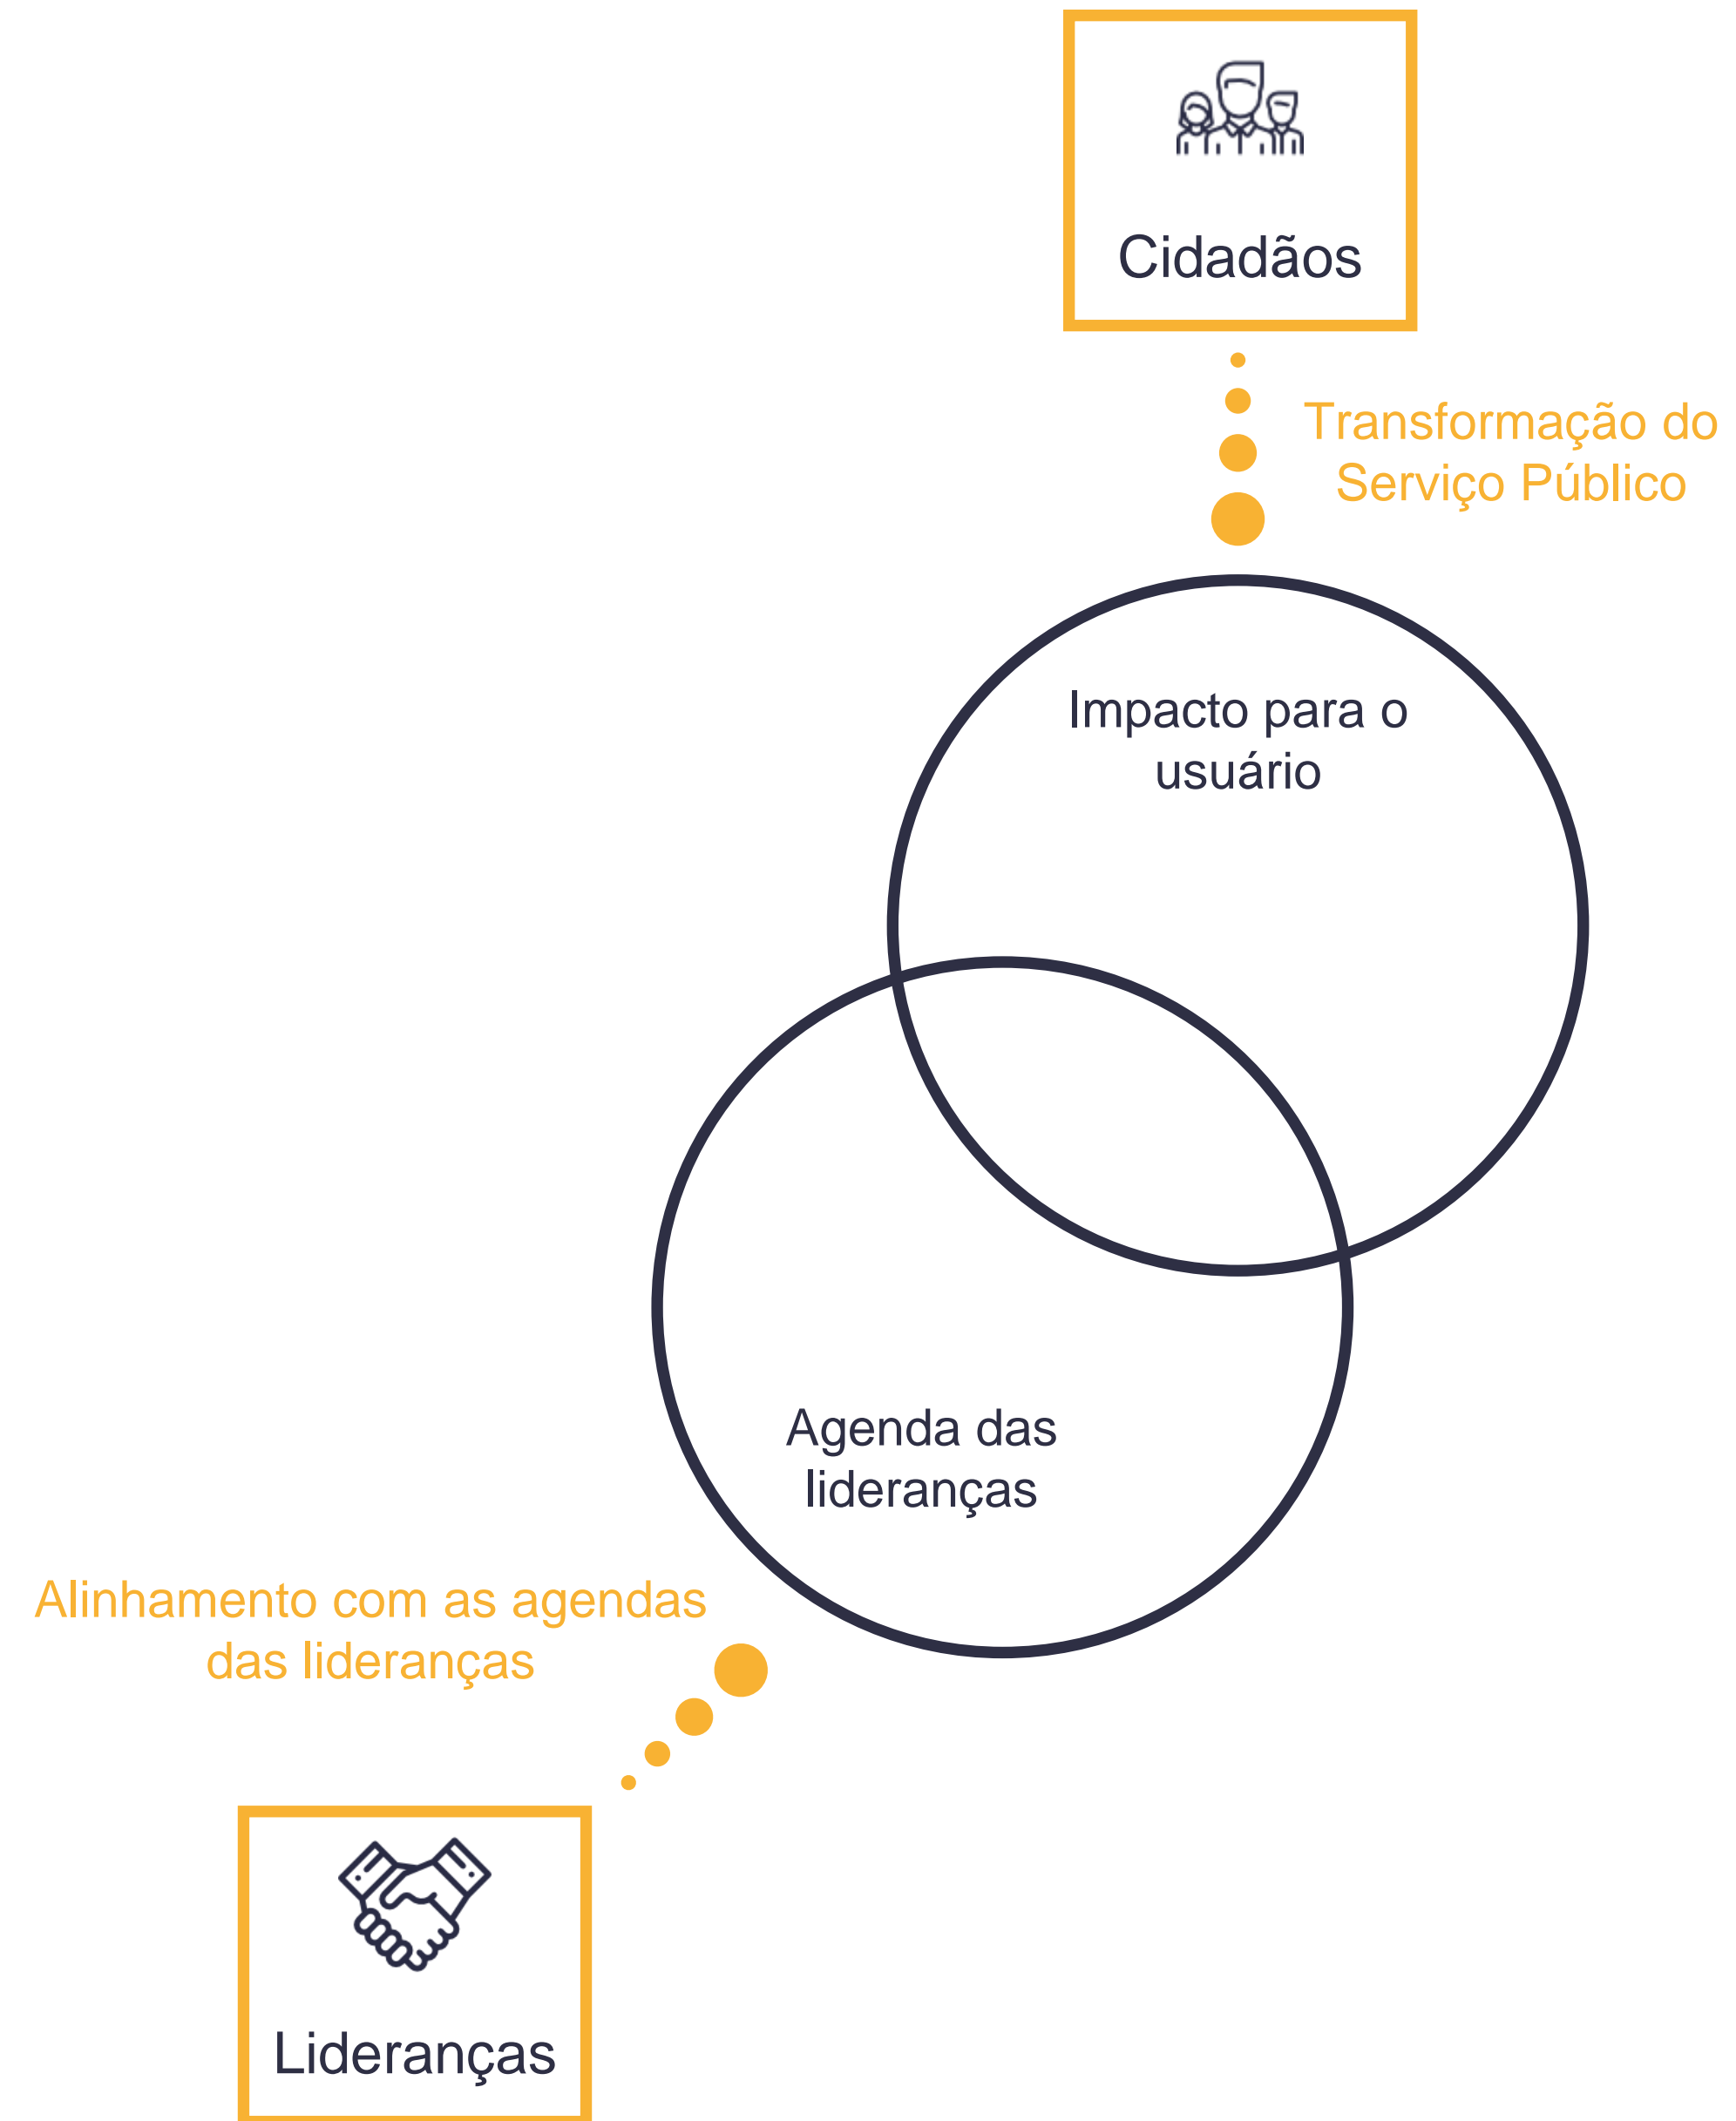 Cidadãos
Transformação do
Serviço Público
Impacto para o
usuário
Agenda das
lideranças
Alinhamento com as agendas
das lideranças
Lideranças